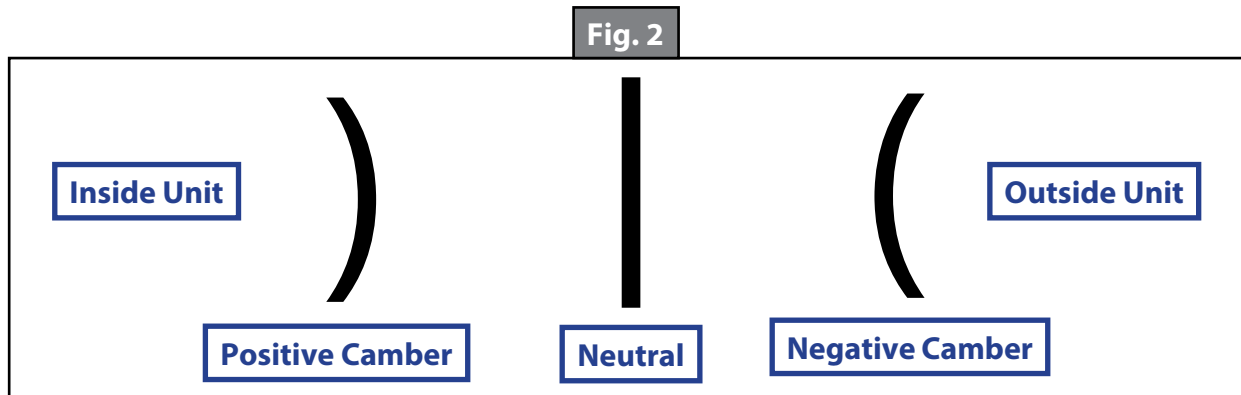 Fig. 2
Inside Unit
Outside Unit
Positive Camber
Neutral
Negative Camber